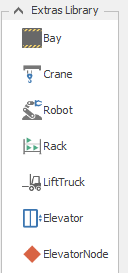 Extras Library
Bay
Crane
Robot
Rack
LiftTruck
Elevator
ElevatorNode